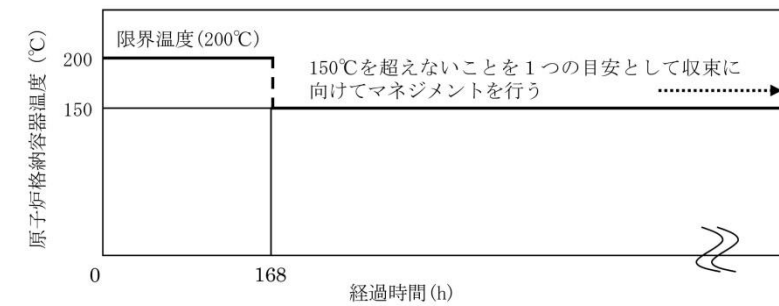 限界温度(200℃)
200
150℃を超えないことを１つの目安として収束に
向けてマネジメントを行う
150
原子炉格納容器温度 (℃)
0
168
経過時間(h)